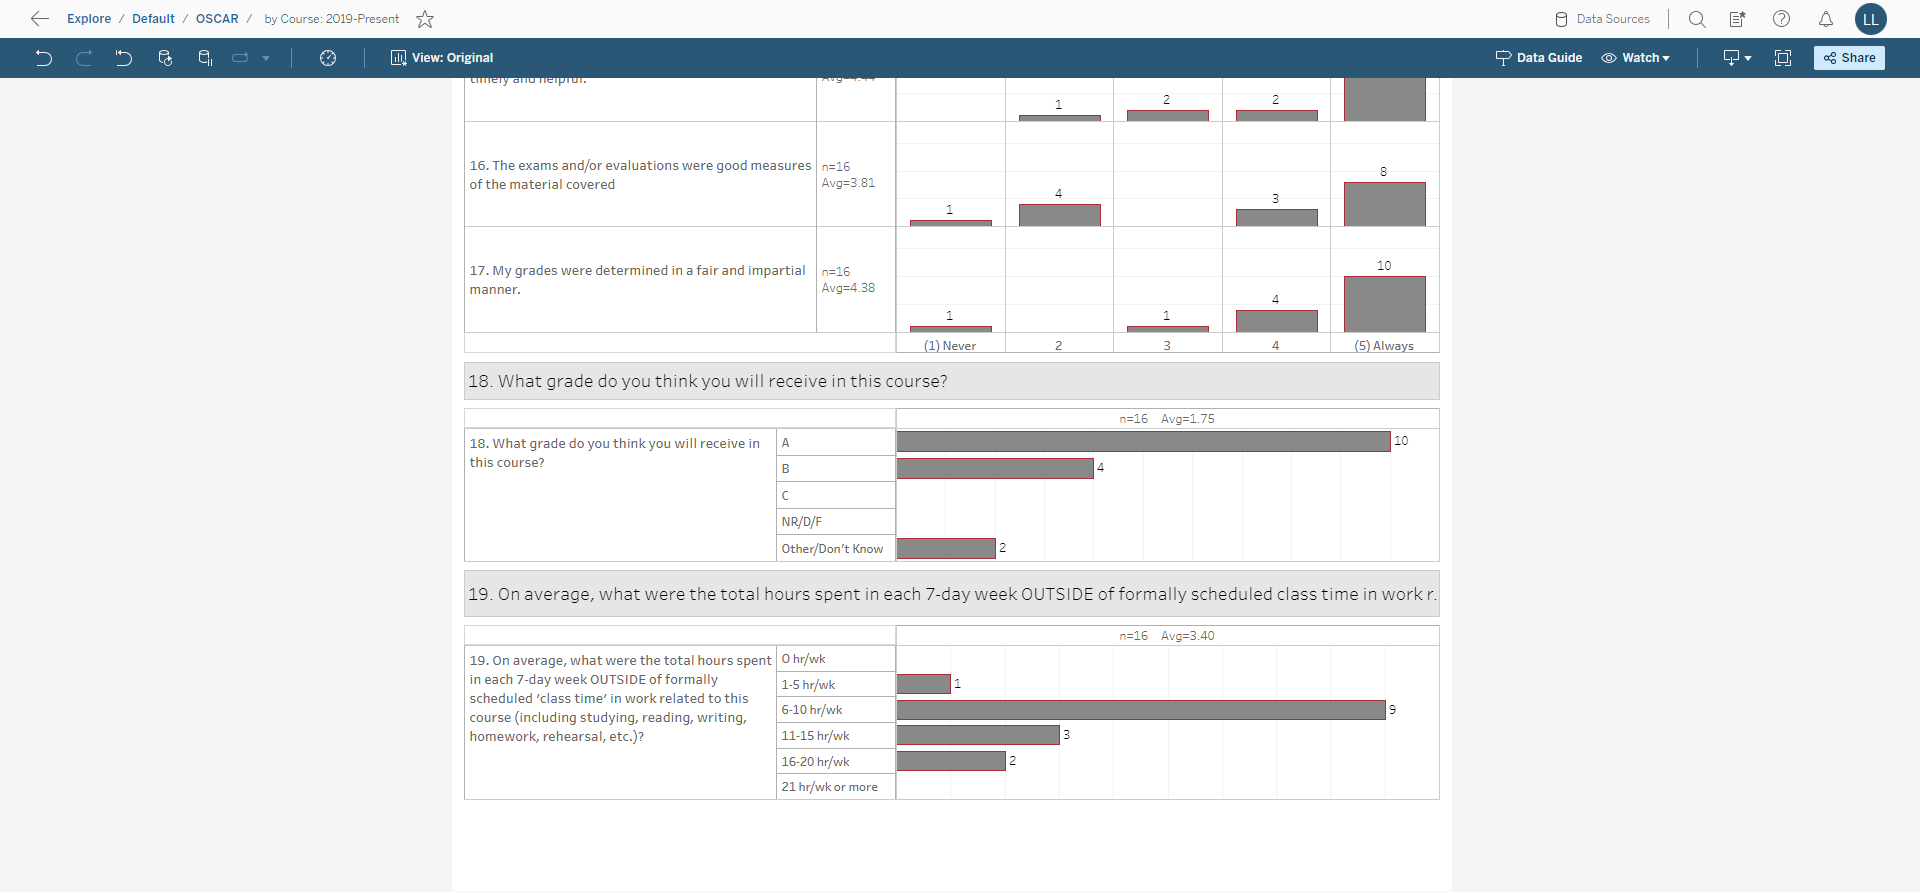 Explore / Default / OSCAR / by Course: 2019-Present
Data Sources
LL
View: Original
Data Guide
Watch
Share
timely and helpful.
Avg=4.44
1
2
2
16. The exams and/or evaluations were good measures
of the material covered
n=16
Avg=3.81
1
4
3
8
17. My grades were determined in a fair and impartial
manner.
n=16
Avg=4.38
1
1
4
10
(1) Never
2
3
4
(5) Always
18. What grade do you think you will receive in this course?
n=16 Avg=1.75
18. What grade do you think you will receive in
this course?
A
10
B
4
C
NR/D/F
Other/Don't Know
2
19. On average, what were the total hours spent in each 7-day week OUTSIDE of formally scheduled class time in work r.
n=16 Avg=3.40
19. On average, what were the total hours spent
in each 7-day week OUTSIDE of formally
scheduled ‘class time’ in work related to this
course (including studying, reading, writing,
homework, rehearsal, etc.)?
0 hr/wk
1-5 hr/wk
1
6-10 hr/wk
9
11-15 hr/wk
3
16-20 hr/wk
2
21 hr/wk or more